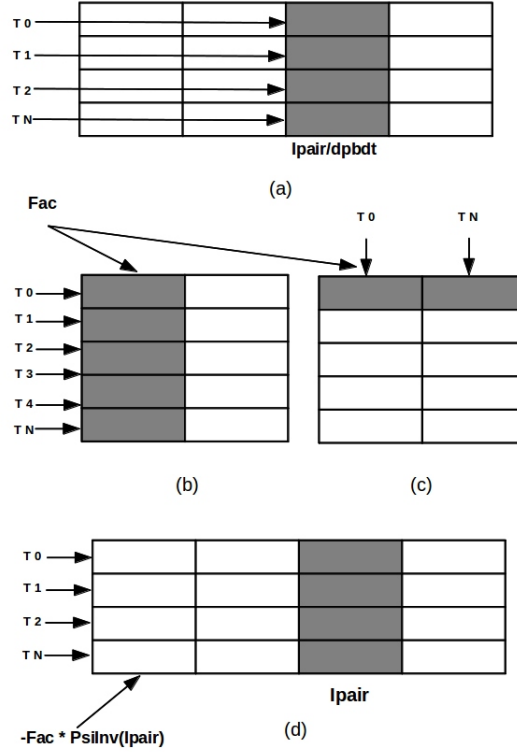 T 0
T 1
T 2
T N
Ipair/dpbdt
(a)
Fac
T 0 T N
T 0
T 1
T 2
T 3
T 4
T N
(b) (c)
T 0
T 1
T 2
T N
Ipair
-Fac * PsiInv(Ipair)
(d)